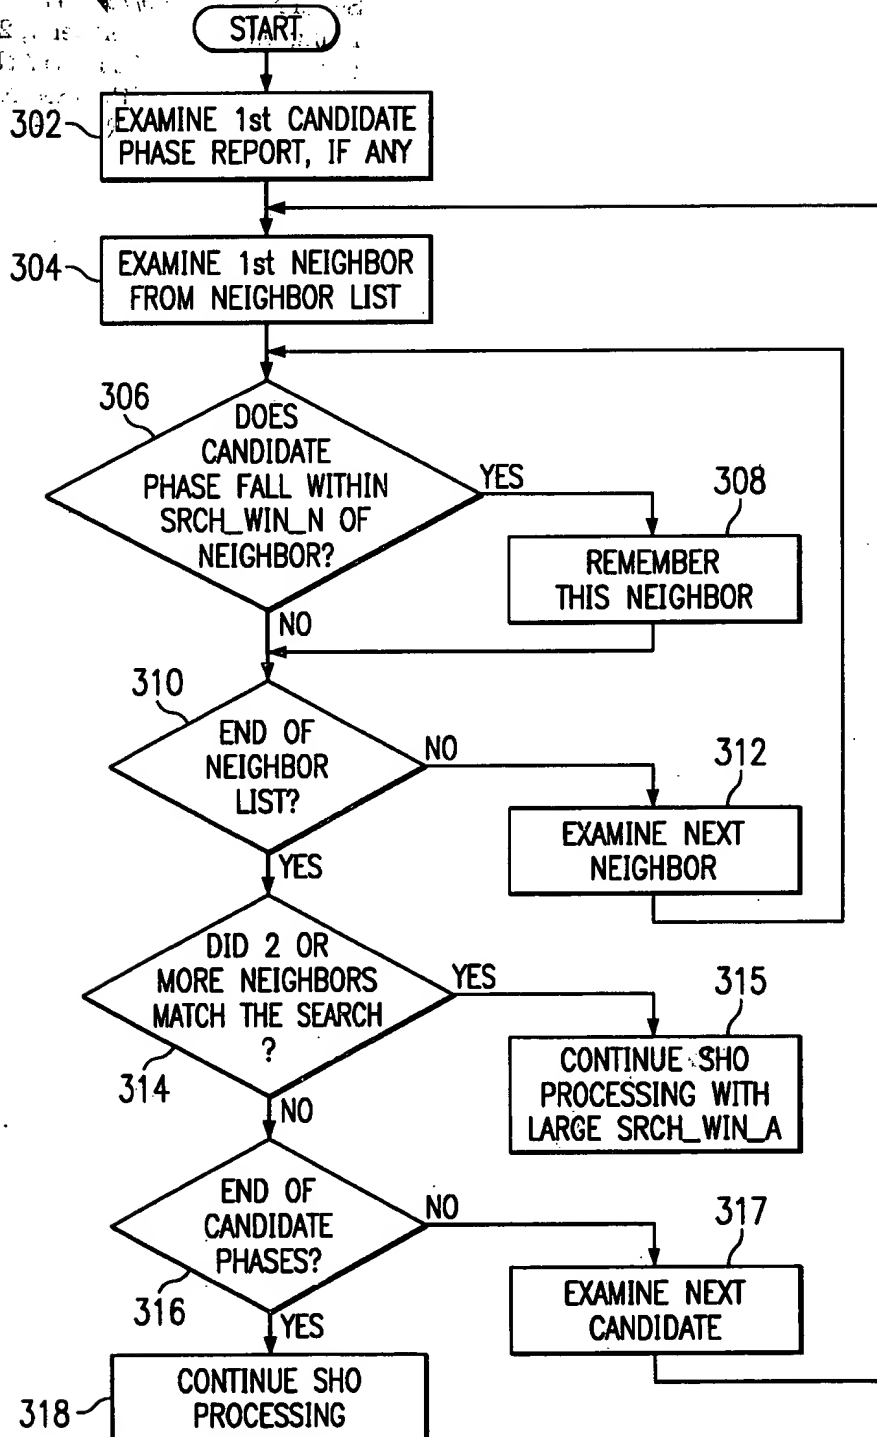 START
302
EXAMINE 1st CANDIDATE
PHASE REPORT, IF ANY
304
EXAMINE 1st NEIGHBOR
FROM NEIGHBOR LIST
306
DOES
CANDIDATE
PHASE FALL WITHIN
SRCH_WIN_N OF
NEIGHBOR?
YES
308
REMEMBER
THIS NEIGHBOR
NO
310
END OF
NEIGHBOR
LIST?
NO
312
EXAMINE NEXT
NEIGHBOR
YES
DID 2 OR
MORE NEIGHBORS
MATCH THE SEARCH
?
314
YES
315
CONTINUE SHO
PROCESSING WITH
LARGE SRCH_WIN_A
NO
END OF
CANDIDATE
PHASES?
316
NO
317
EXAMINE NEXT
CANDIDATE
YES
318
CONTINUE SHO
PROCESSING